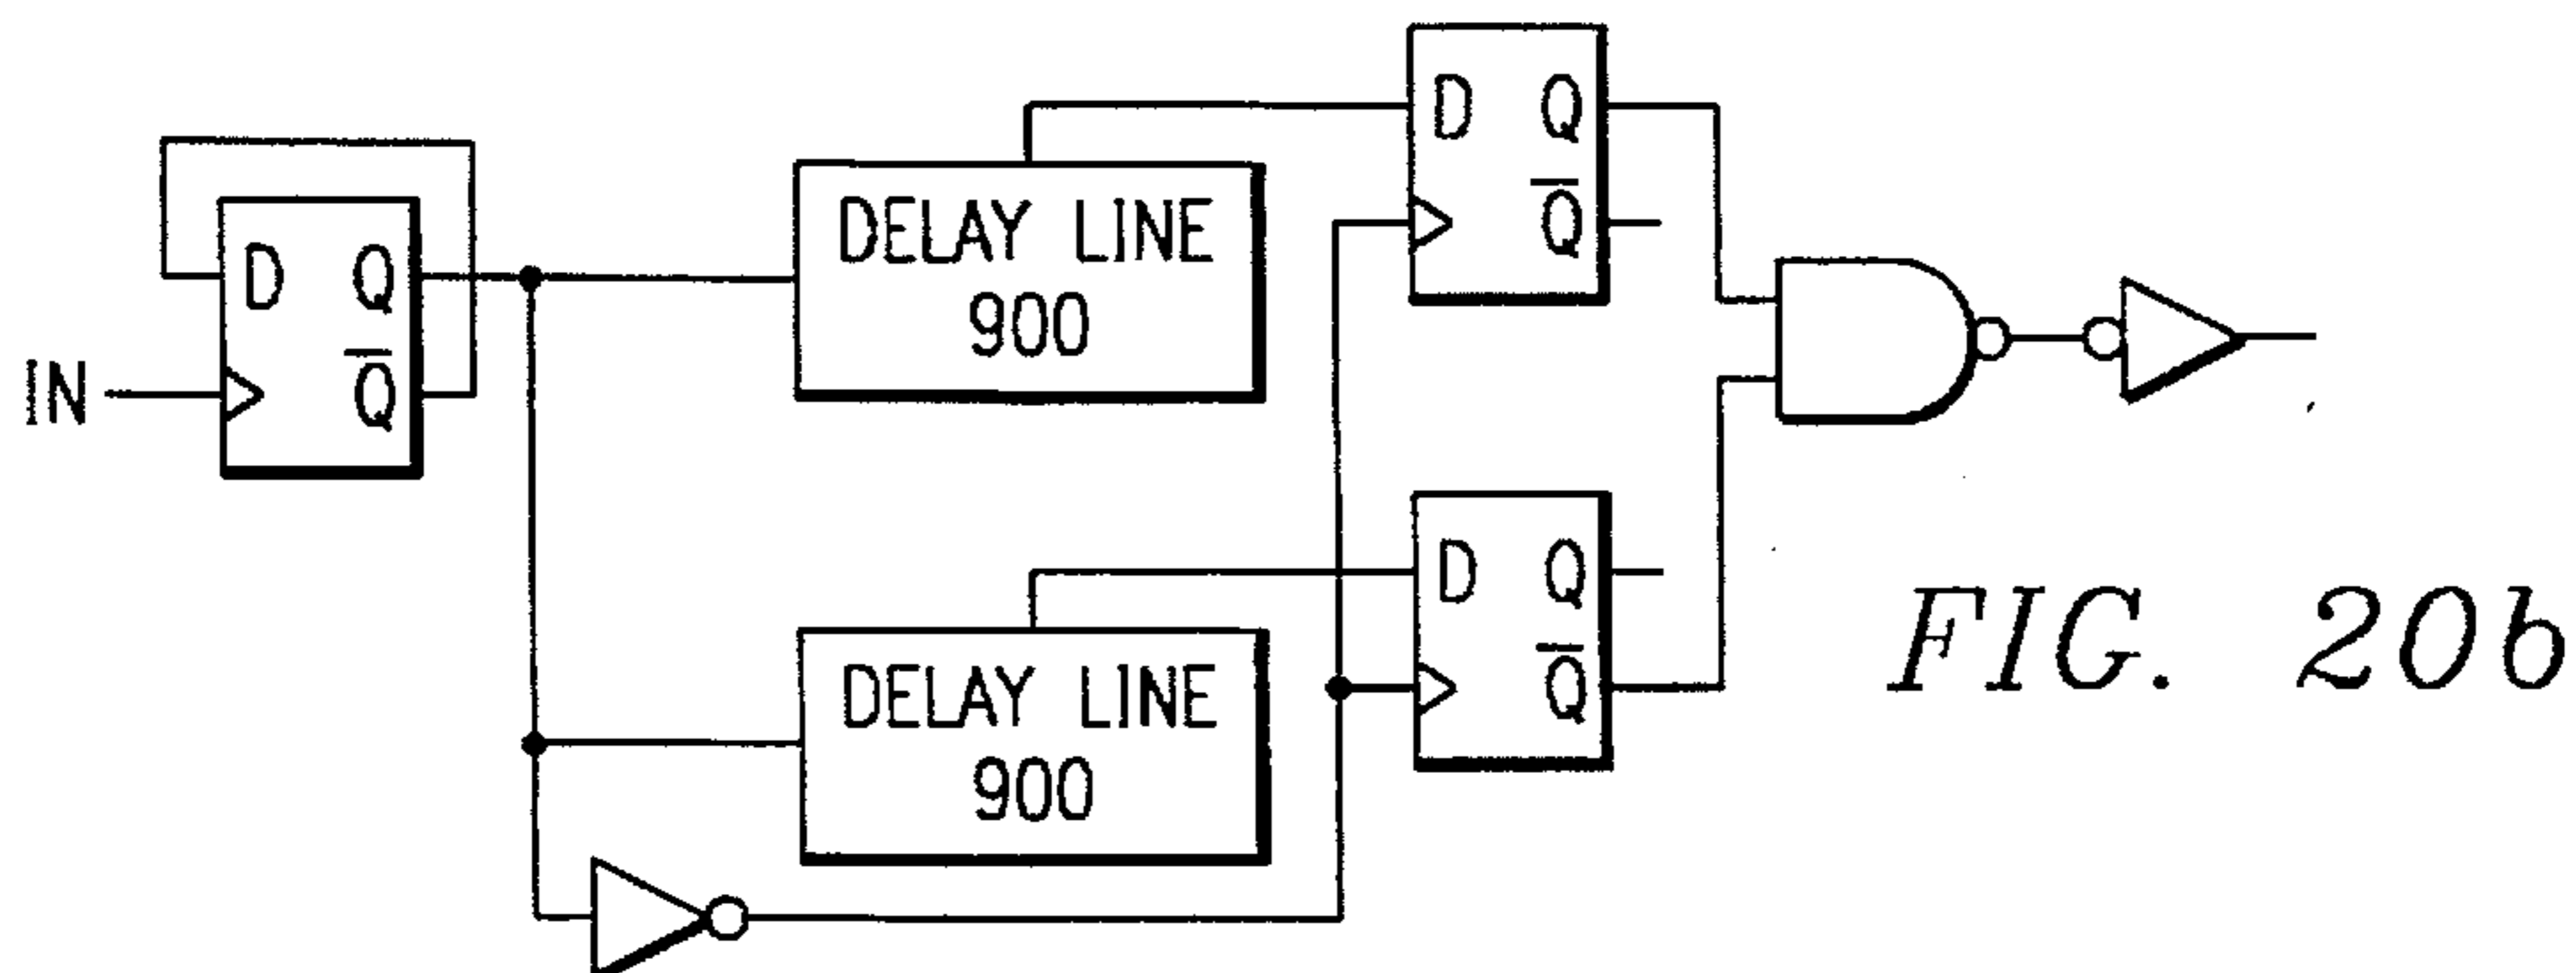 D Q
Q̅
IN
DELAY LINE
900
D Q
Q̅
DELAY LINE
900
D Q
Q̅
FIG. 20b